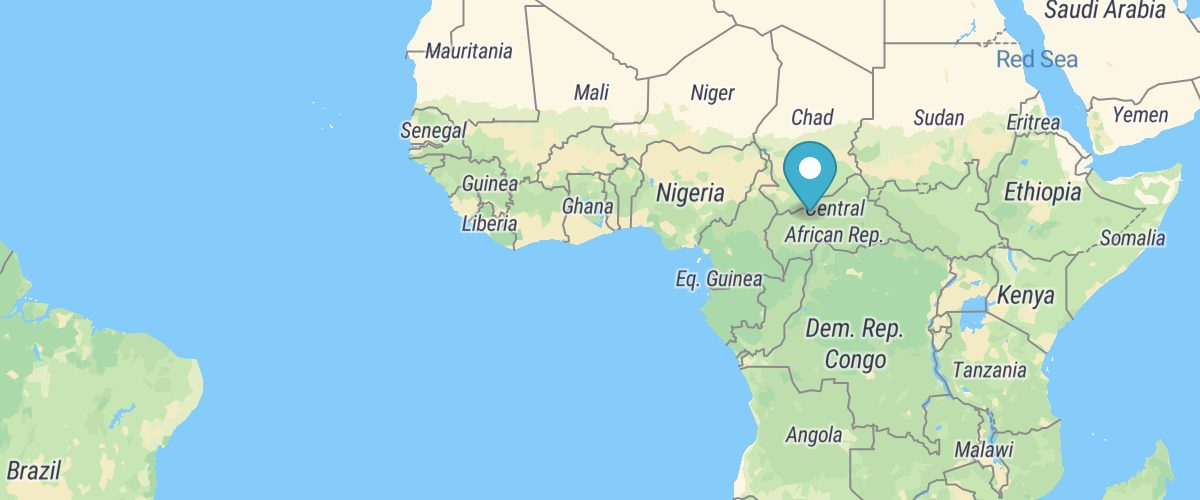 Saudi Arabia
Mauritania
Red Sea
Mali
Niger
Chad
Sudan
Eritrea
Yemen
Senegal
Guinea
Nigeria
Ethiopia
Ghana
Liberia
Central
African Rep.
Somalia
Eq. Guinea
Kenya
Dem. Rep.
Congo
Tanzania
Angola
Malawi
Brazil